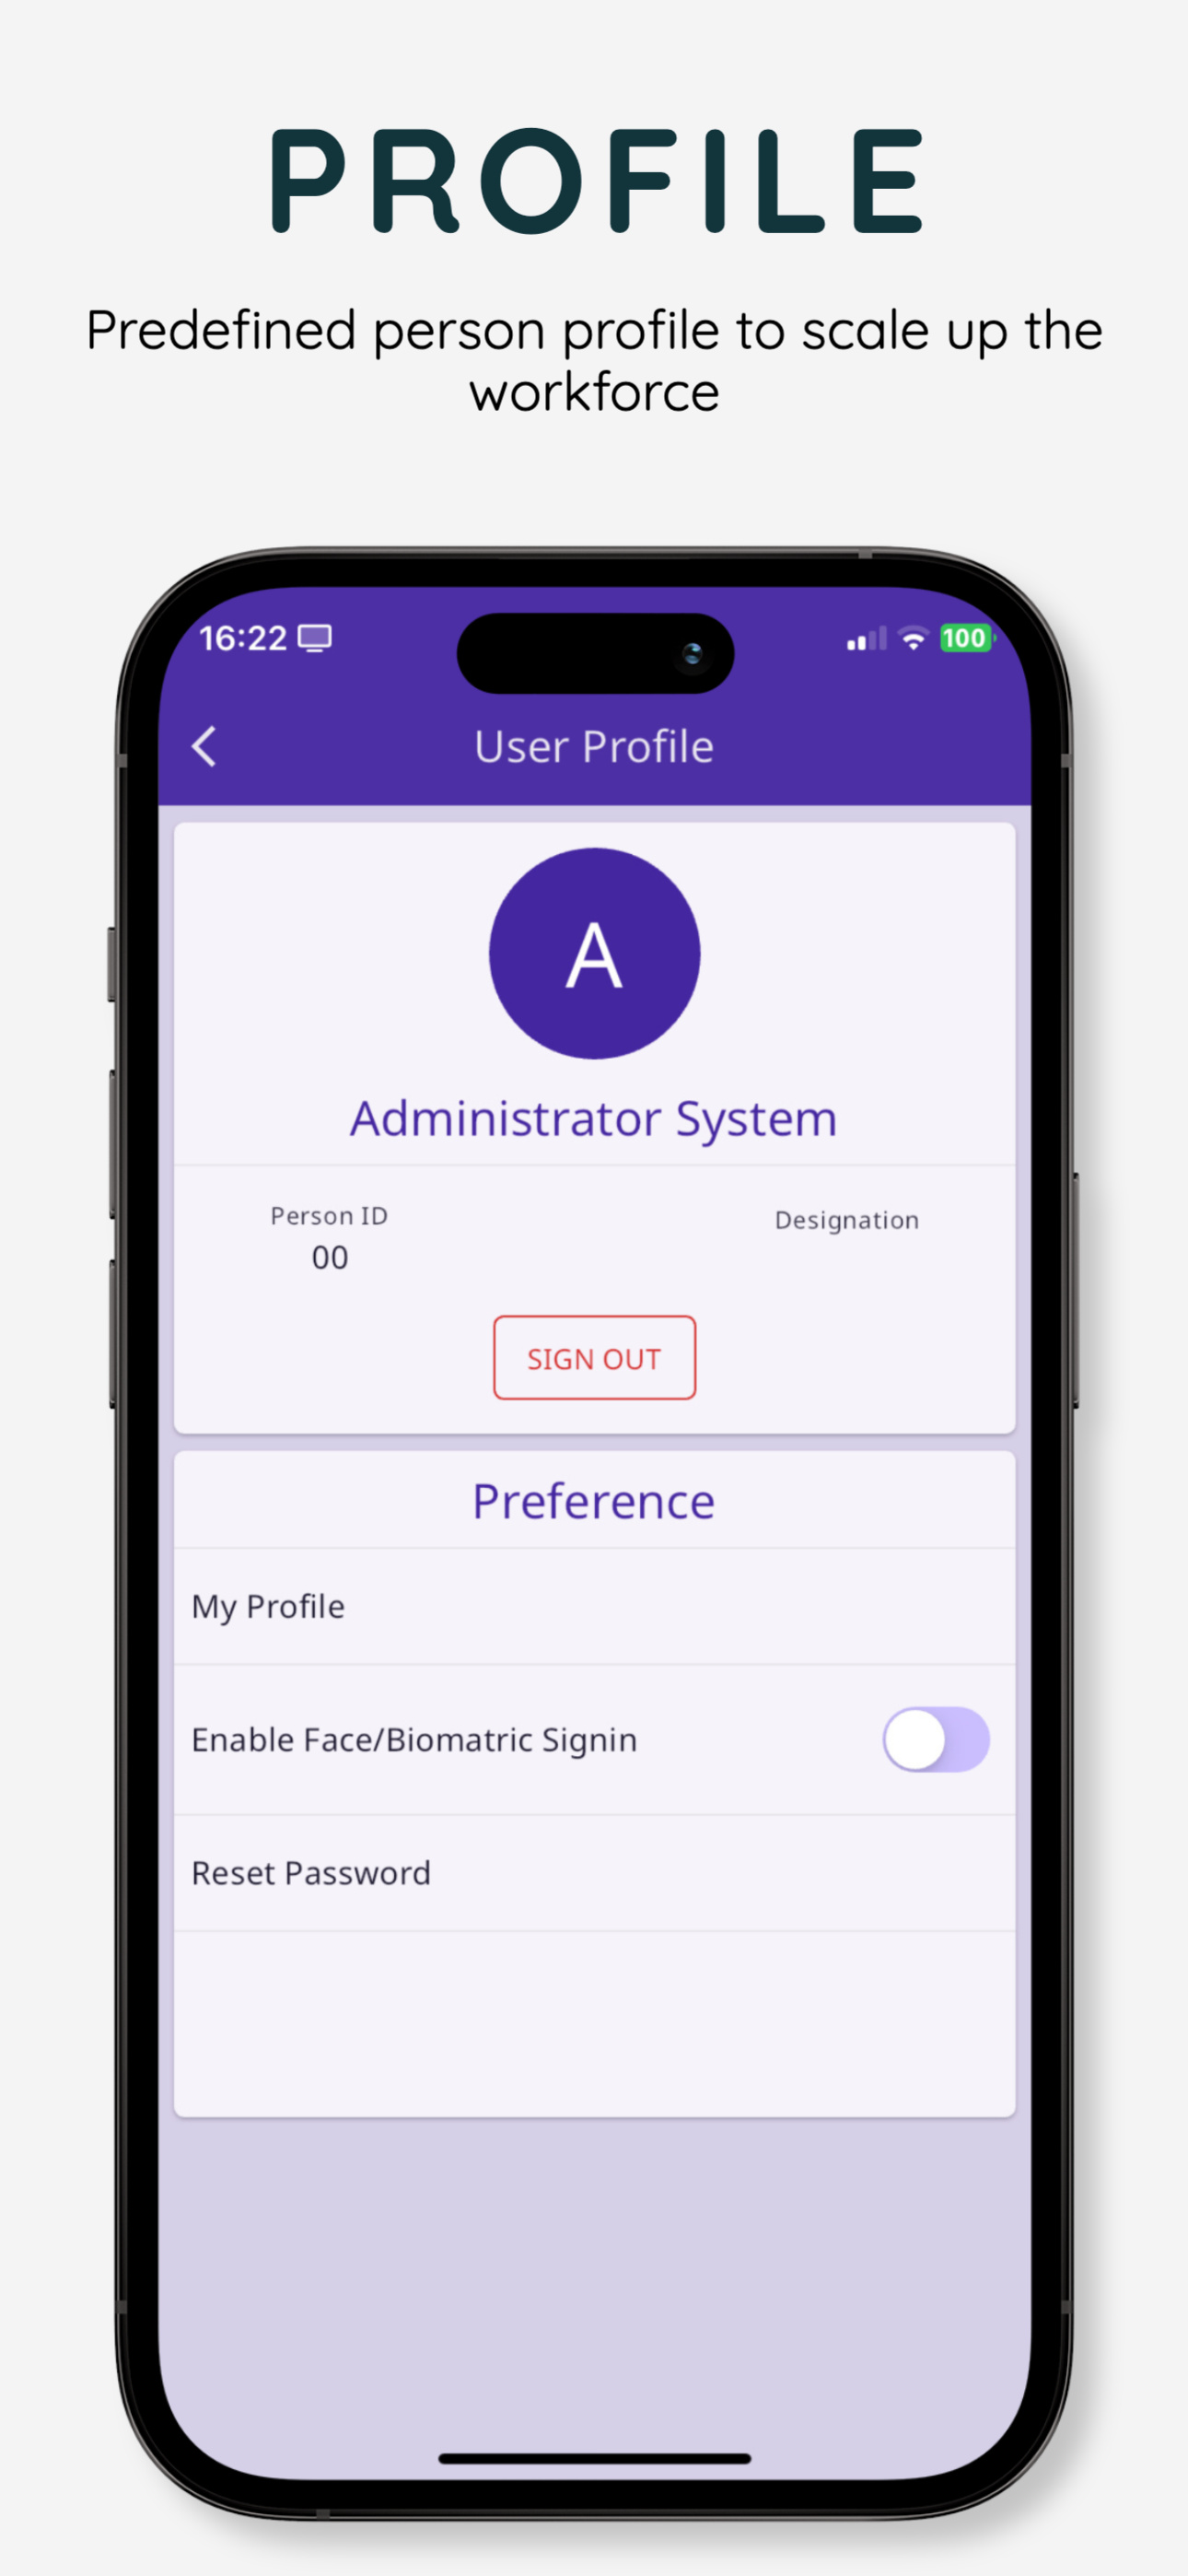 PROFILE
Predefined person profile to scale up the
workforce
16:22
100
User Profile
A
Administrator System
Person ID
Designation
00
SIGN OUT
Preference
My Profile
Enable Face/Biomatric Signin
Reset Password